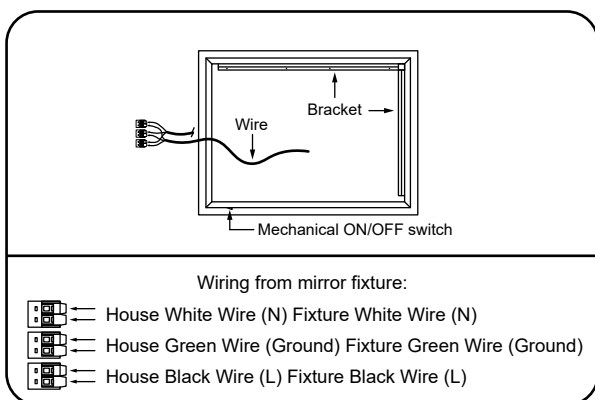 Bracket
Wire
Mechanical ON/OFF switch
Wiring from mirror fixture:
House White Wire (N) Fixture White Wire (N)
House Green Wire (Ground) Fixture Green Wire (Ground)
House Black Wire (L) Fixture Black Wire (L)